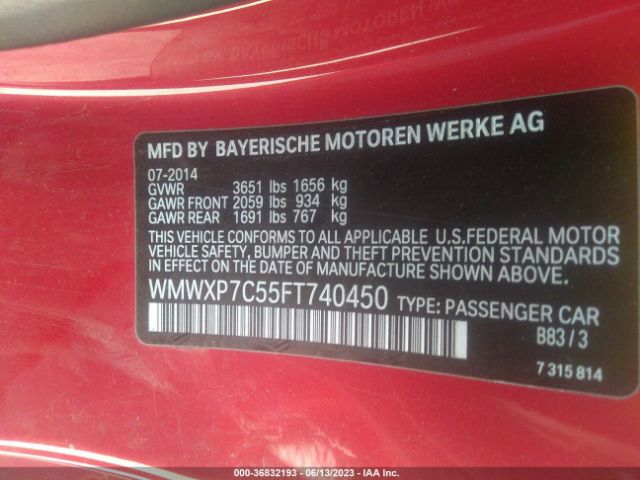 MFD BY BAYERISCHE MOTOREN WERKE AG
07-2014
GVWR 3651 lbs 1656 kg
GAWR FRONT 2059 lbs 934 kg
GAWR REAR 1691 lbs 767 kg
THIS VEHICLE CONFORMS TO ALL APPLICABLE U.S.FEDERAL MOTOR
VEHICLE SAFETY, BUMPER AND THEFT PREVENTION STANDARDS
IN EFFECT ON THE DATE OF MANUFACTURE SHOWN ABOVE.
WMWXP7C55FT740450 TYPE: PASSENGER CAR
B83 / 3
7 315 814
000-36832193 - 06/13/2023 - IAA Inc.